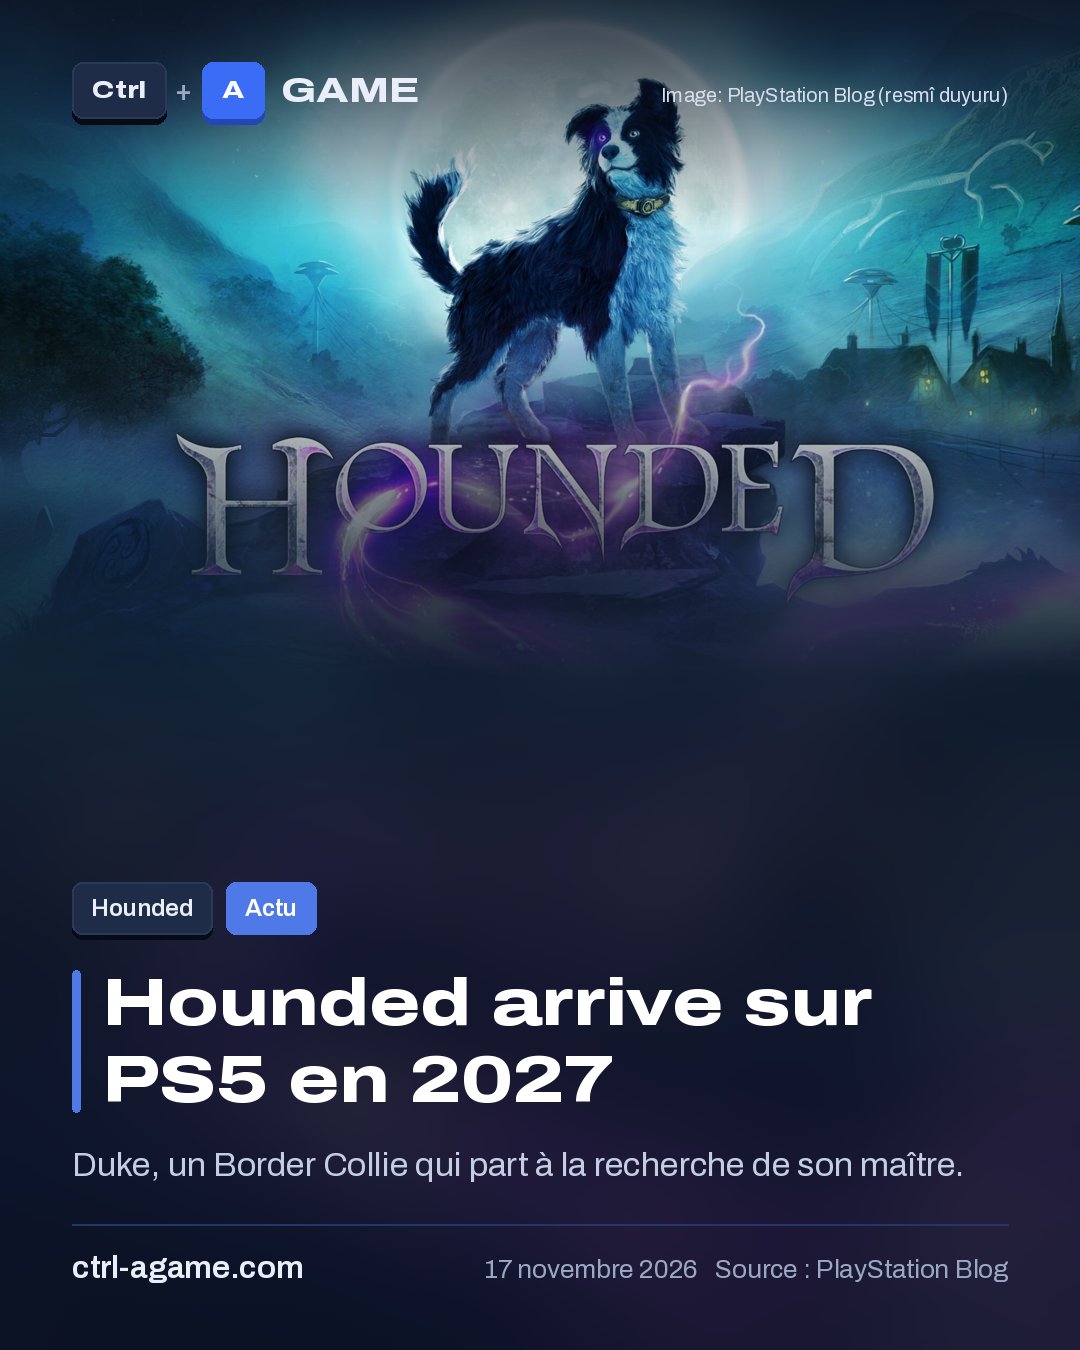 Ctrl + A GAME
Image: PlayStation Blog (resmî duyuru)
HOUNDED
Hounded Actu
Hounded arrive sur
PS5 en 2027
Duke, un Border Collie qui part à la recherche de son maître.
ctrl-agame.com
17 novembre 2026 Source : PlayStation Blog